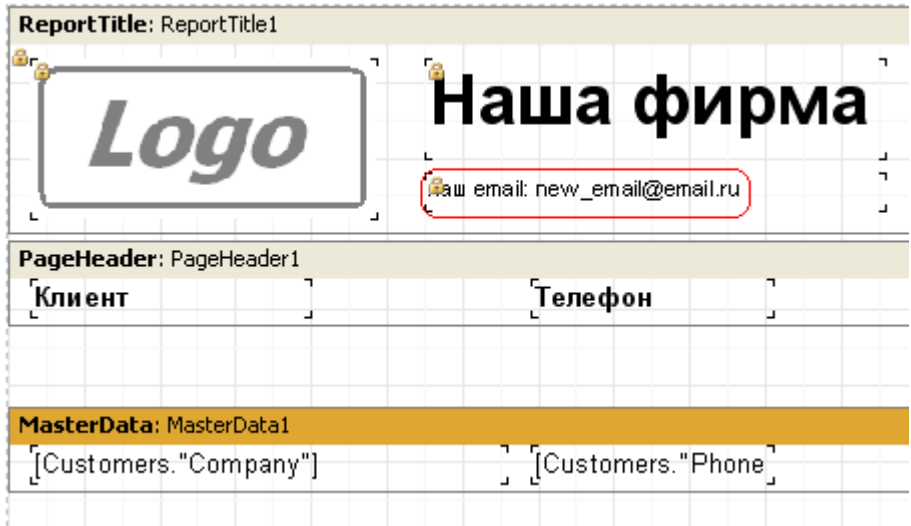 ReportTitle: ReportTitle1
Logo
Наша фирма
Наш email: new_email@email.ru
PageHeader: PageHeader1
Клиент Телефон
MasterData: MasterData1
[Customers."Company"] [Customers."Phone